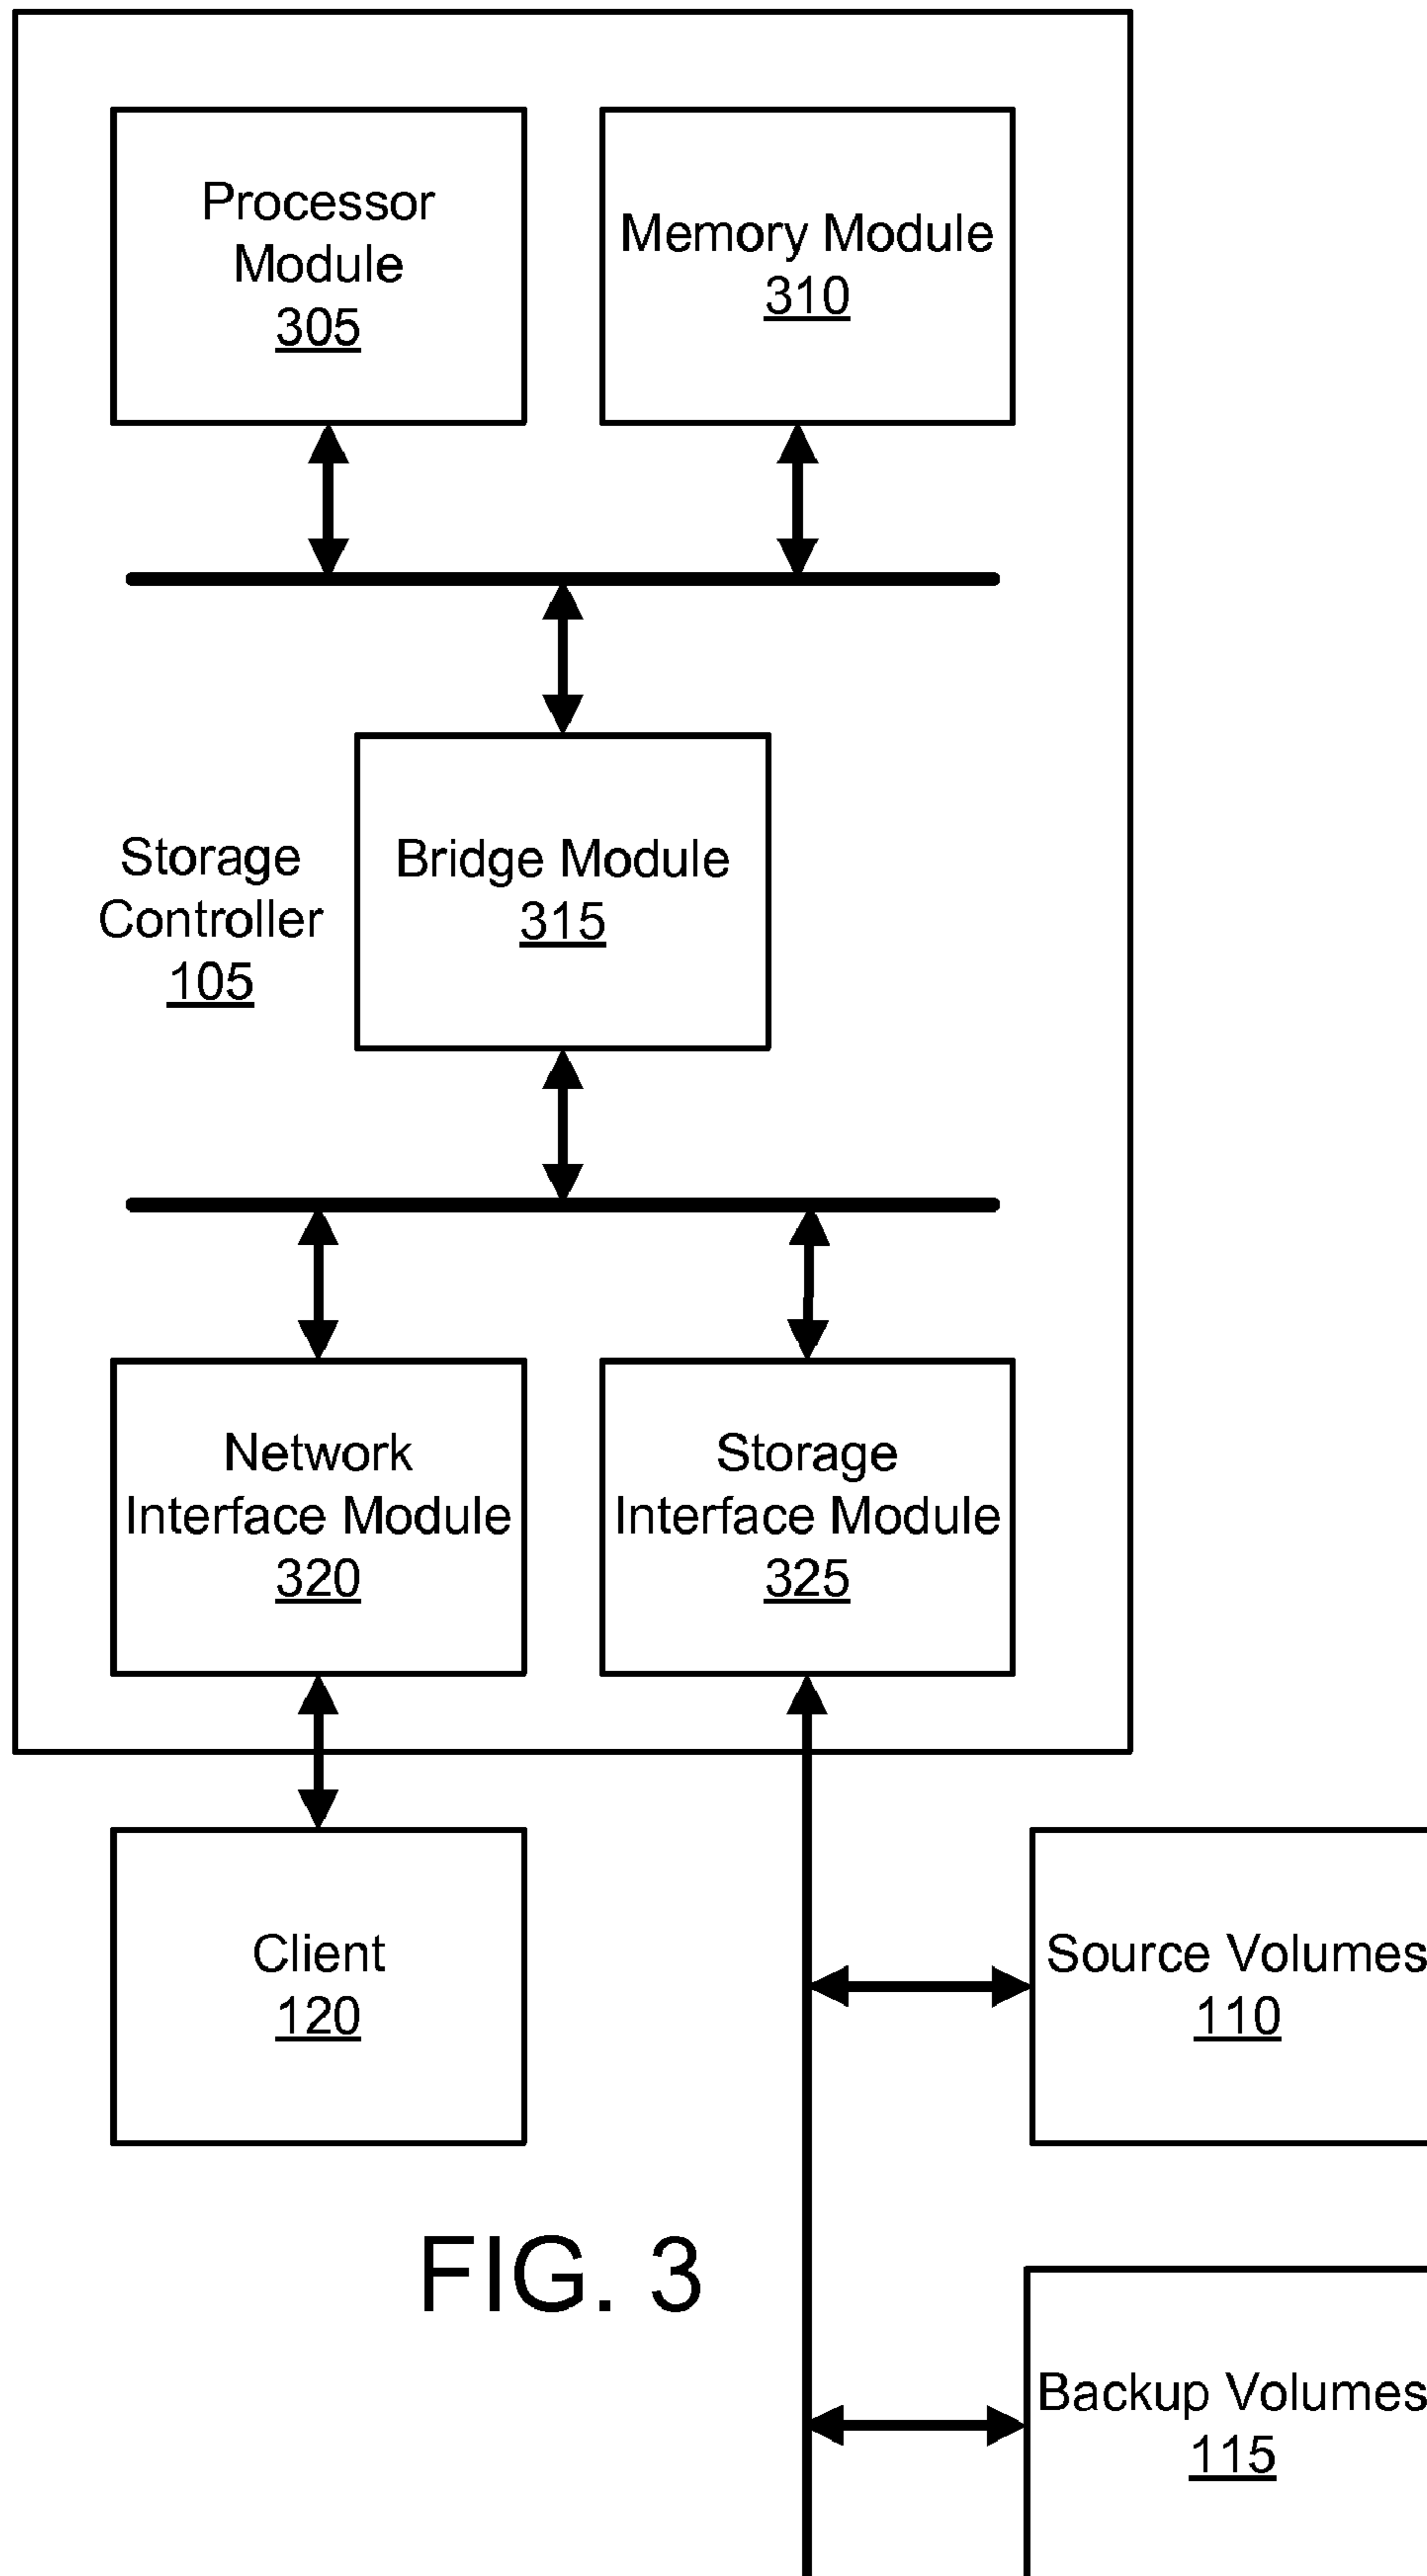 Processor
Module
305
Memory Module
310
Storage
Controller
105
Bridge Module
315
Network
Interface Module
320
Storage
Interface Module
325
Client
120
Source Volumes
110
FIG. 3
Backup Volumes
115